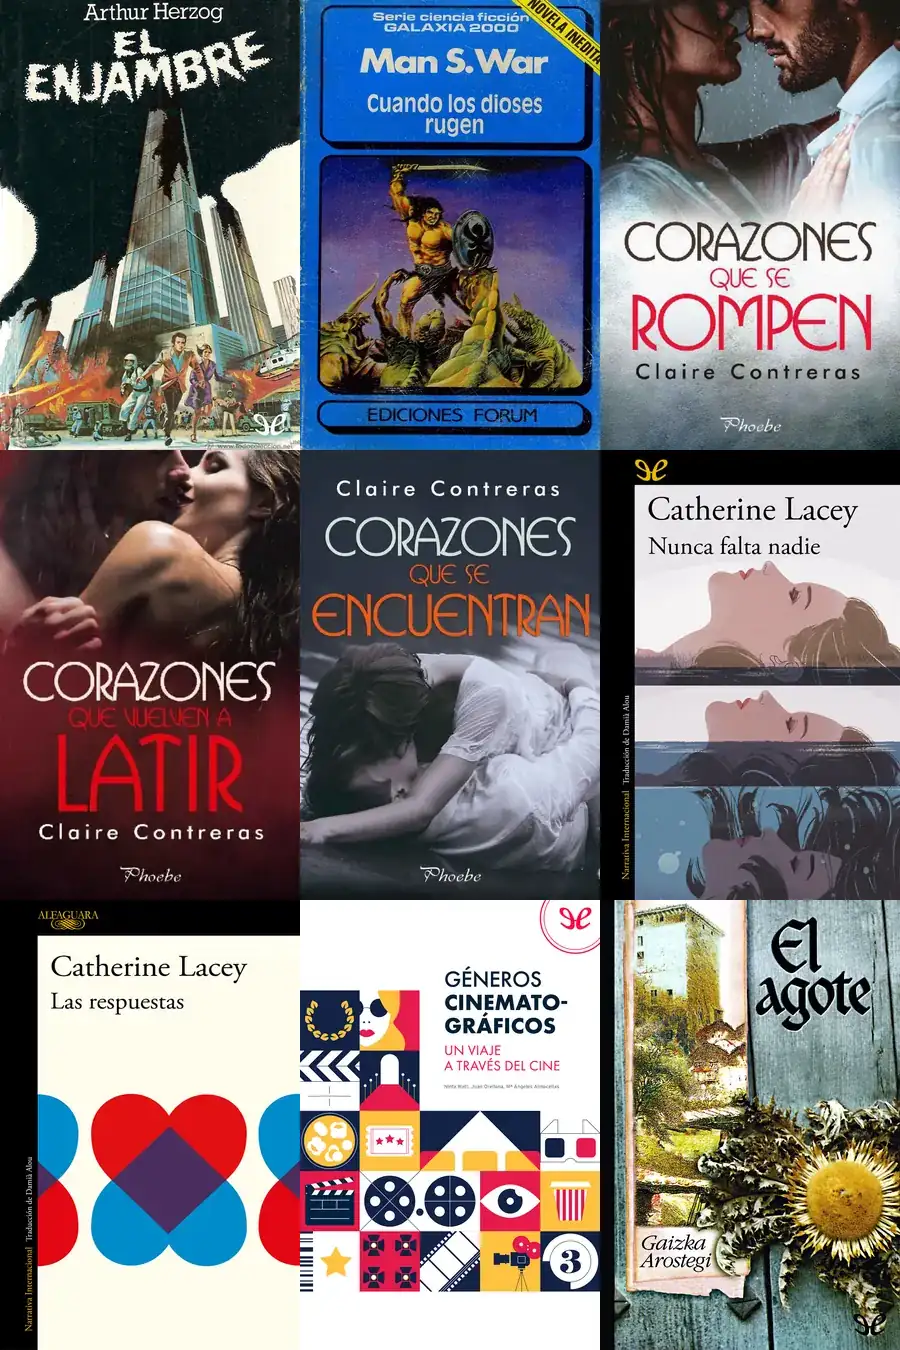 Arthur Herzog
EL
ENJAMBRE
www.todocoleccion.net
NOVELA INEDITA
Serie ciencia ficción
GALAXIA 2000
Man S. War
Cuando los dioses
rugen
EDICIONES FORUM
CORAZONES
QUE SE
ROMPEN
Claire Contreras
Phoebe
CORAZONES
QUE VUELVEN A
LATIR
Claire Contreras
Phoebe
Claire Contreras
CORAZONES
QUE SE
ENCUENTRAN
Phoebe
Catherine Lacey
Nunca falta nadie
Narrativa Internacional Traducción de Damià Alou
ALFAGUARA
Catherine Lacey
Las respuestas
Narrativa Internacional Traducción de Damià Alou
GÉNEROS
CINEMATO-
GRÁFICOS
UN VIAJE
A TRAVÉS DEL CINE
3
El
agote
Gaizka
Arostegi